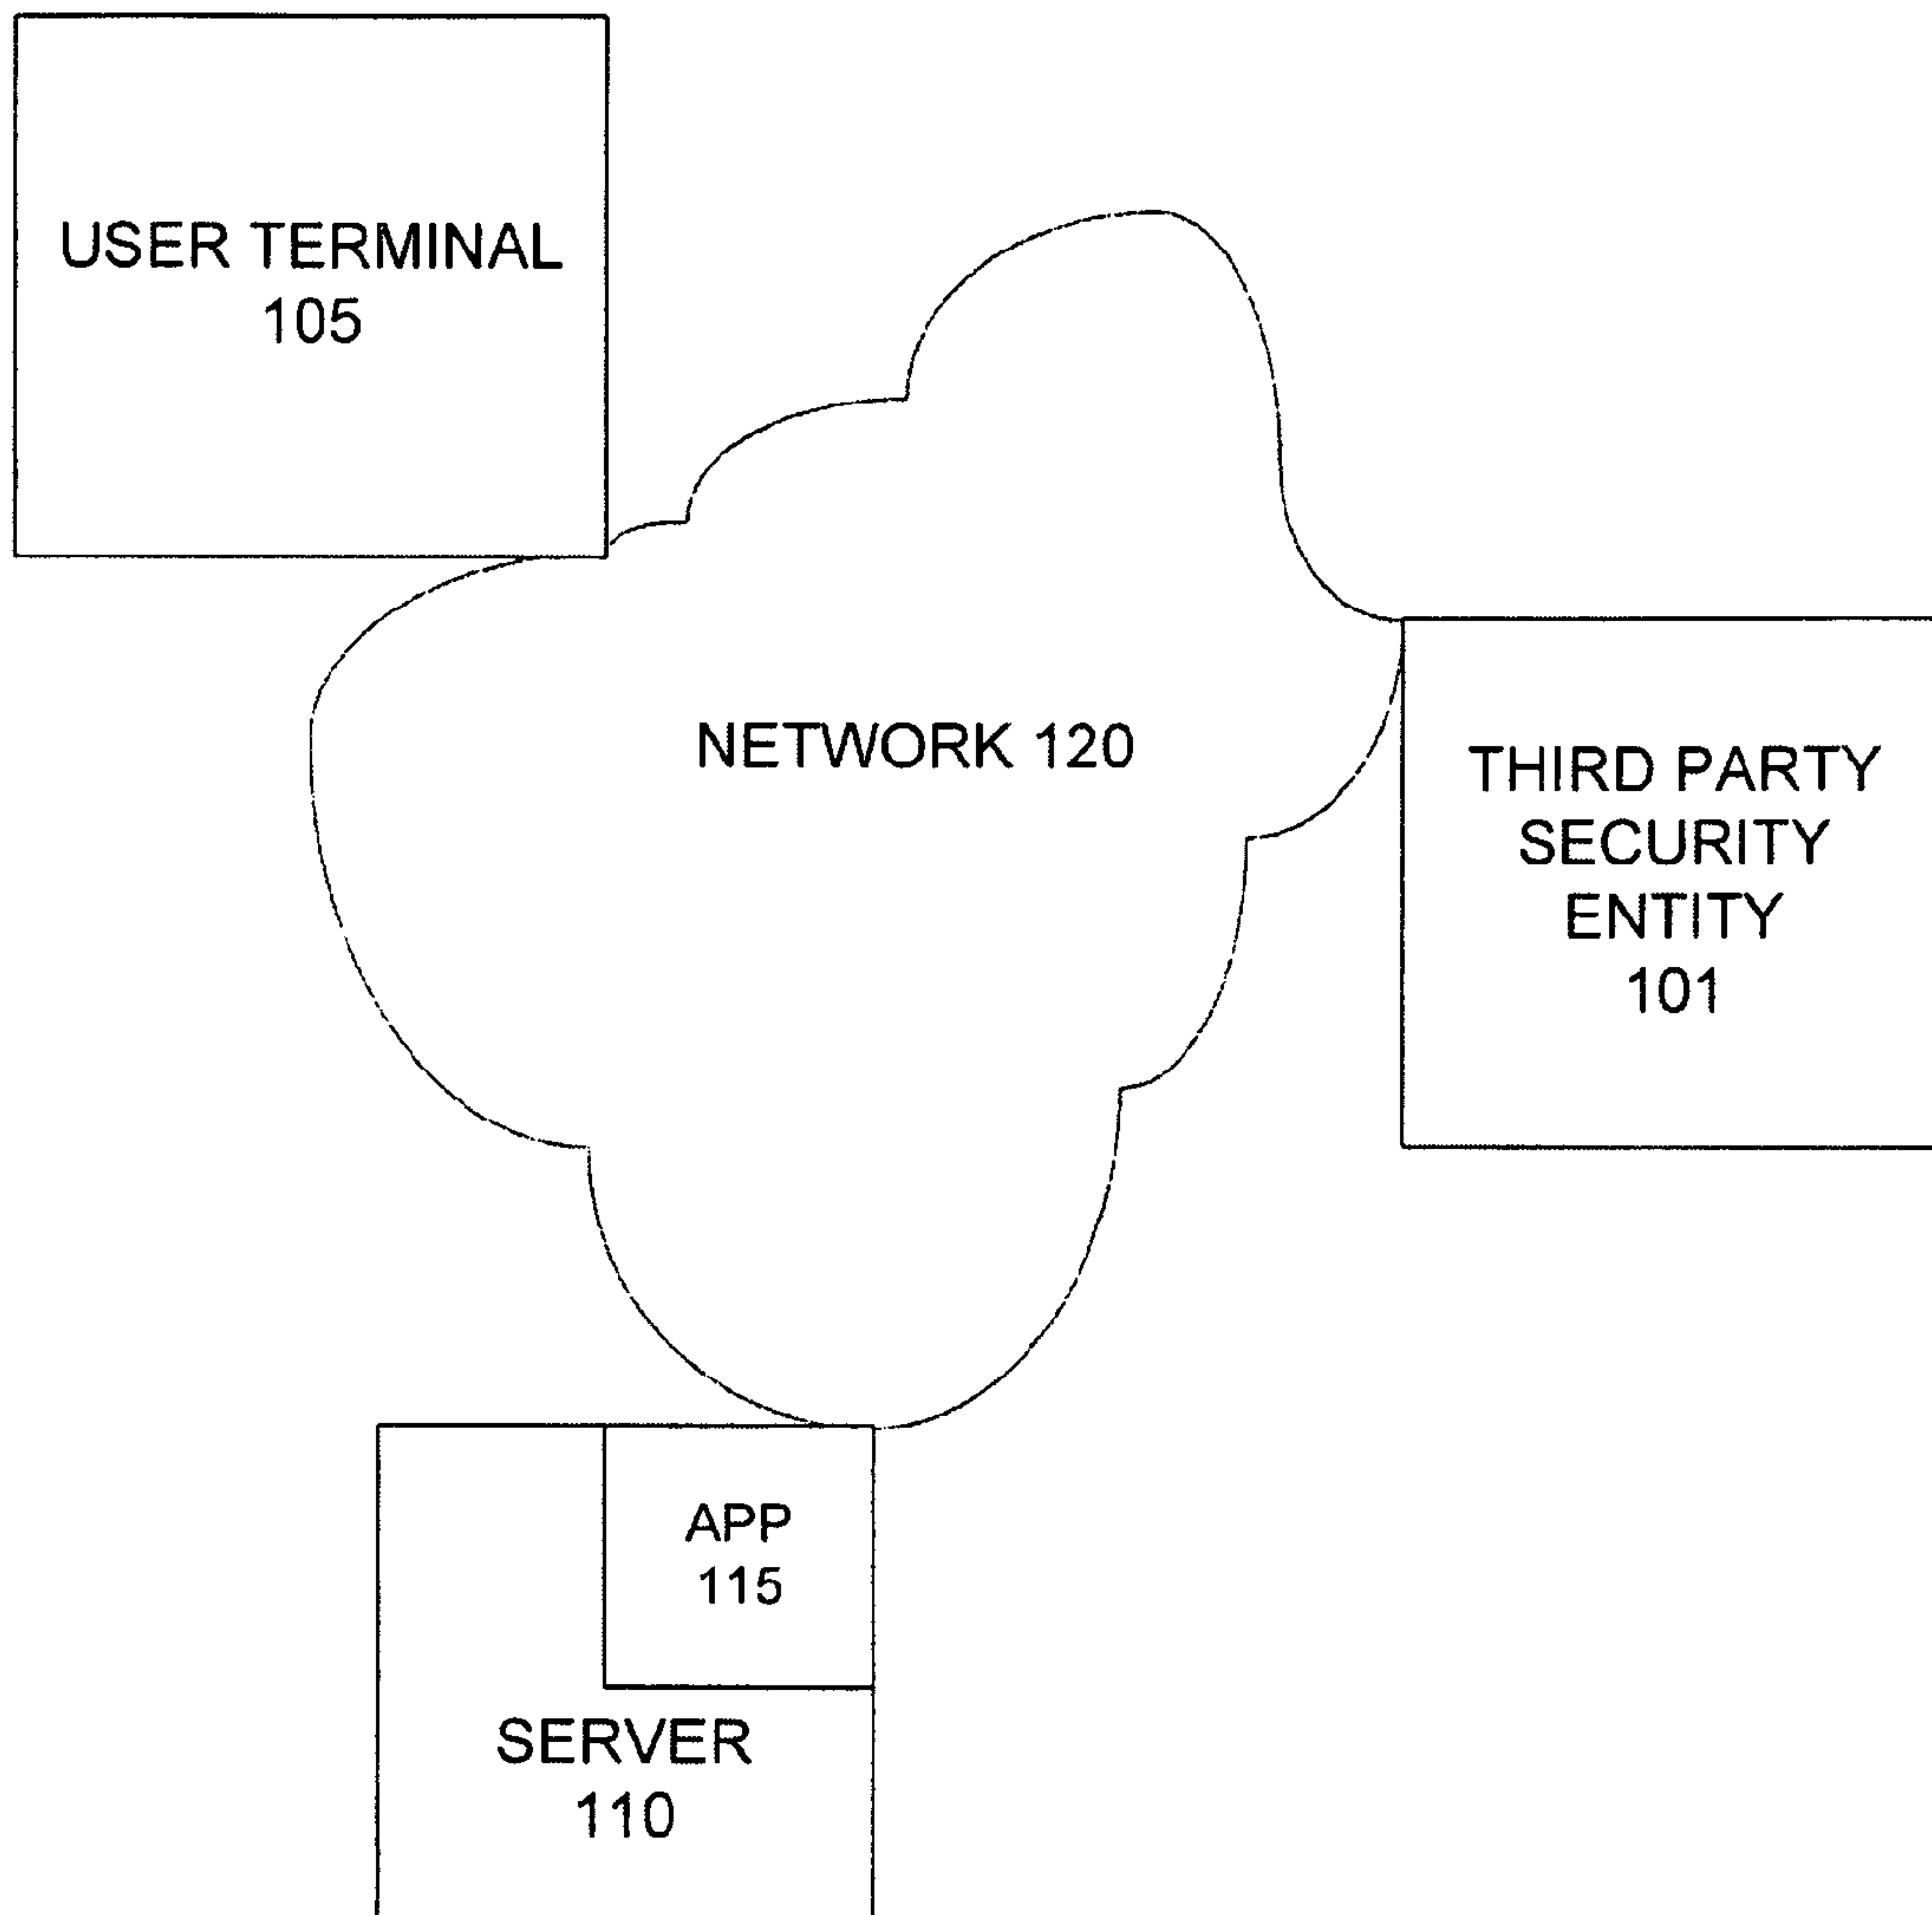 USER TERMINAL
105
NETWORK 120
THIRD PARTY
SECURITY
ENTITY
101
APP
115
SERVER
110